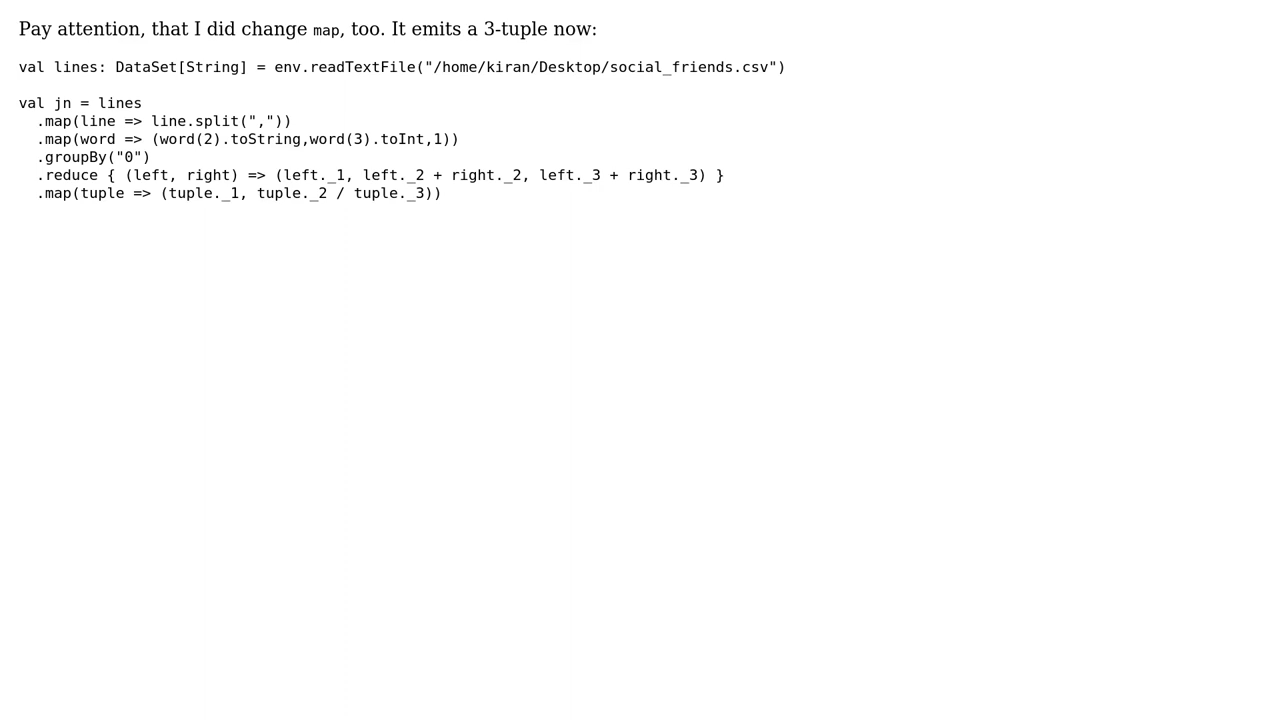 Pay attention, that I did change map, too. It emits a 3-tuple now:
val lines: DataSet[String] = env.readTextFile("/home/kiran/Desktop/social_friends.csv")
val jn = lines
.map(line => line.split(","))
.map(word => (word(2).toString,word(3).toInt,1))
.groupBy("0")
.reduce { (left, right) => (left._1, left._2 + right._2, left._3 + right._3) }
.map(tuple => (tuple._1, tuple._2 / tuple._3))